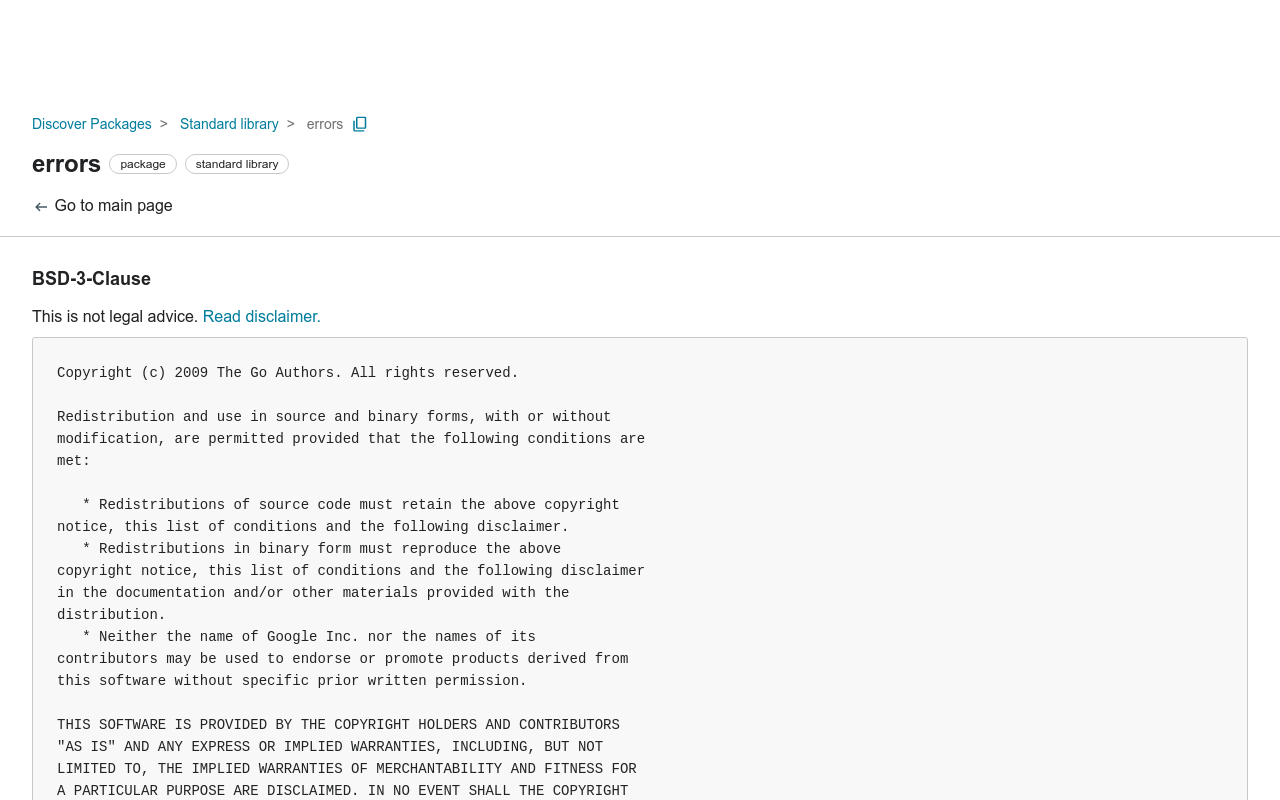 Discover Packages > Standard library > errors
errors package standard library
Go to main page
BSD-3-Clause
This is not legal advice. Read disclaimer.
Copyright (c) 2009 The Go Authors. All rights reserved.
Redistribution and use in source and binary forms, with or without
modification, are permitted provided that the following conditions are
met:
* Redistributions of source code must retain the above copyright
notice, this list of conditions and the following disclaimer.
* Redistributions in binary form must reproduce the above
copyright notice, this list of conditions and the following disclaimer
in the documentation and/or other materials provided with the
distribution.
* Neither the name of Google Inc. nor the names of its
contributors may be used to endorse or promote products derived from
this software without specific prior written permission.
THIS SOFTWARE IS PROVIDED BY THE COPYRIGHT HOLDERS AND CONTRIBUTORS
"AS IS" AND ANY EXPRESS OR IMPLIED WARRANTIES, INCLUDING, BUT NOT
LIMITED TO, THE IMPLIED WARRANTIES OF MERCHANTABILITY AND FITNESS FOR
A PARTICULAR PURPOSE ARE DISCLAIMED. IN NO EVENT SHALL THE COPYRIGHT